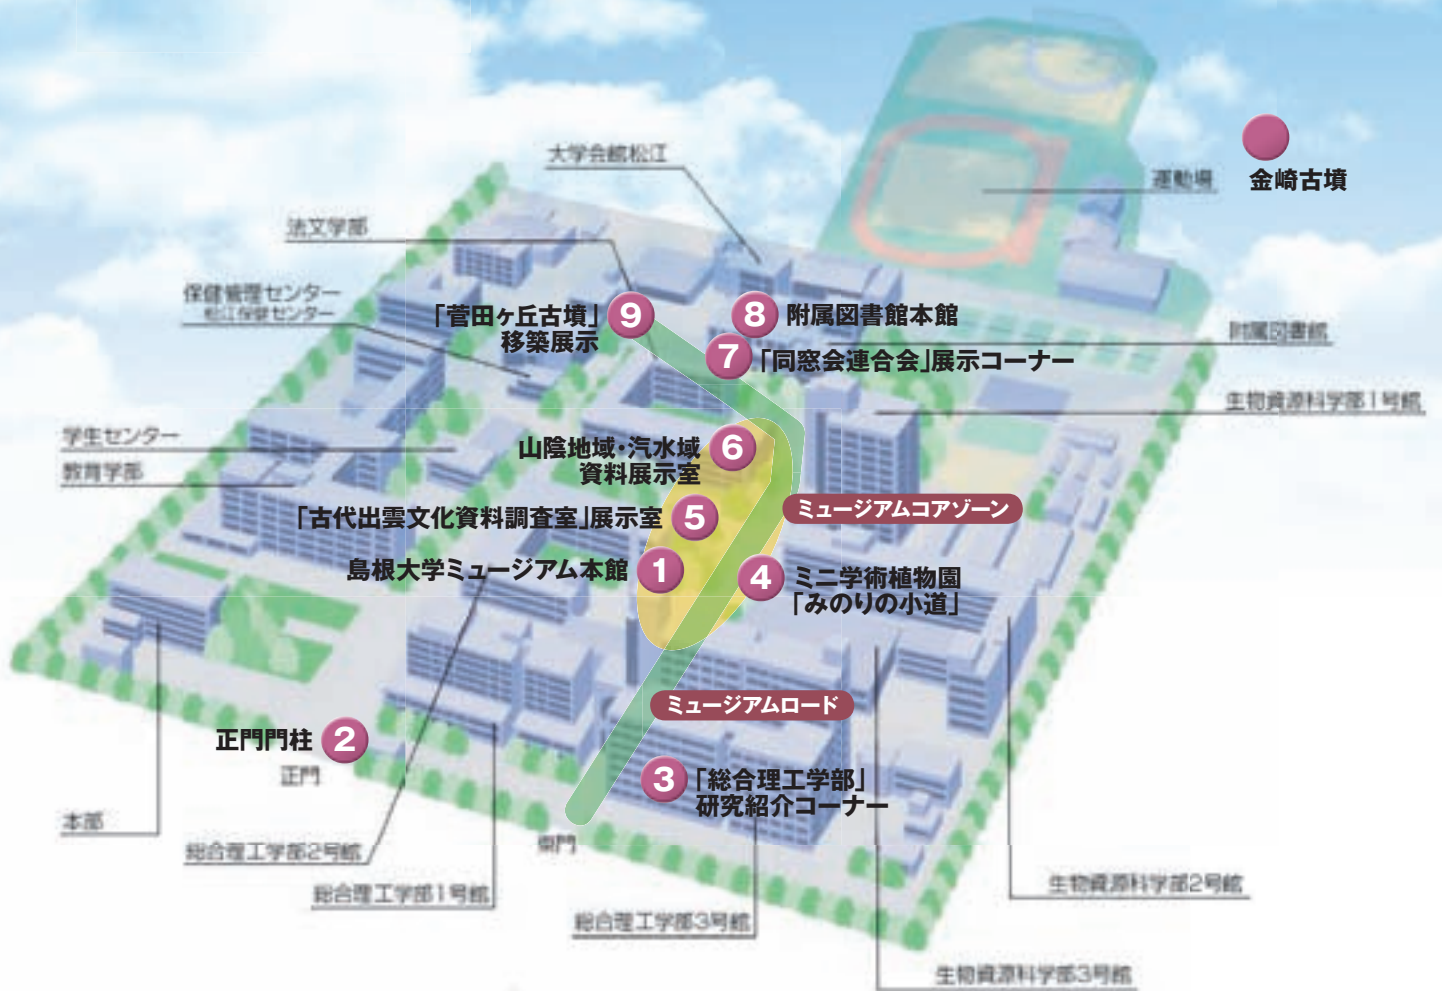 大学会館松江
運動場
金崎古墳
法文学部
保健管理センター
松江保健センター
「菅田ヶ丘古墳」
移築展示
9
8
附属図書館本館
附属図書館
7
「同窓会連合会」展示コーナー
生物資源科学部1号館
学生センター
教育学部
山陰地域・汽水域
資料展示室
6
ミュージアムコアゾーン
「古代出雲文化資料調査室」展示室
5
島根大学ミュージアム本館
1
4
ミニ学術植物園
「みのりの小道」
ミュージアムロード
正門門柱
2
正門
3
「総合理工学部」
研究紹介コーナー
本部
東門
総合理工学部2号館
総合理工学部1号館
総合理工学部3号館
生物資源科学部2号館
生物資源科学部3号館